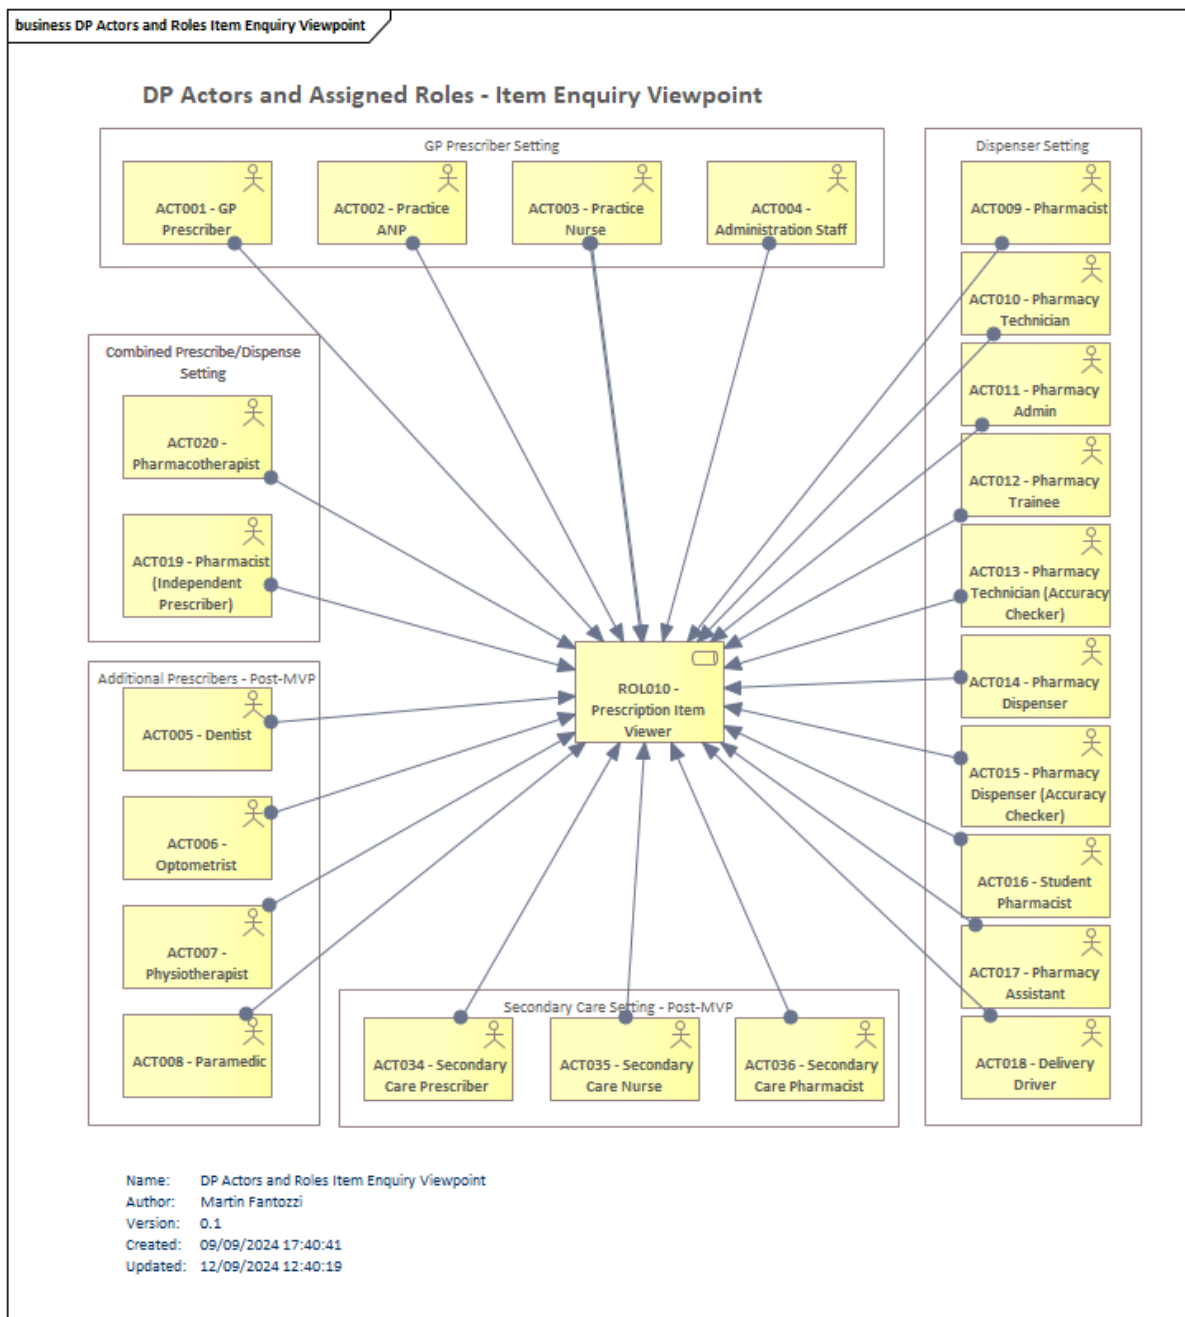 business DP Actors and Roles Item Enquiry Viewpoint
DP Actors and Assigned Roles - Item Enquiry Viewpoint
GP Prescriber Setting
ACT001 - GP
Prescriber
ACT002 - Practice
ANP
ACT003 - Practice
Nurse
ACT004 -
Administration Staff
Dispenser Setting
ACT009 - Pharmacist
ACT010 - Pharmacy
Technician
ACT011 - Pharmacy
Admin
ACT012 - Pharmacy
Trainee
ACT013 - Pharmacy
Technician (Accuracy
Checker)
ACT014 - Pharmacy
Dispenser
ACT015 - Pharmacy
Dispenser (Accuracy
Checker)
ACT016 - Student
Pharmacist
ACT017 - Pharmacy
Assistant
ACT018 - Delivery
Driver
Combined Prescribe/Dispense
Setting
ACT020 -
Pharmacotherapist
ACT019 - Pharmacist
(Independent
Prescriber)
ROL010 -
Prescription Item
Viewer
Additional Prescribers - Post-MVP
ACT005 - Dentist
ACT006 -
Optometrist
ACT007 -
Physiotherapist
ACT008 - Paramedic
Secondary Care Setting - Post-MVP
ACT034 - Secondary
Care Prescriber
ACT035 - Secondary
Care Nurse
ACT036 - Secondary
Care Pharmacist
Name: DP Actors and Roles Item Enquiry Viewpoint
Author: Martin Fantozzi
Version: 0.1
Created: 09/09/2024 17:40:41
Updated: 12/09/2024 12:40:19